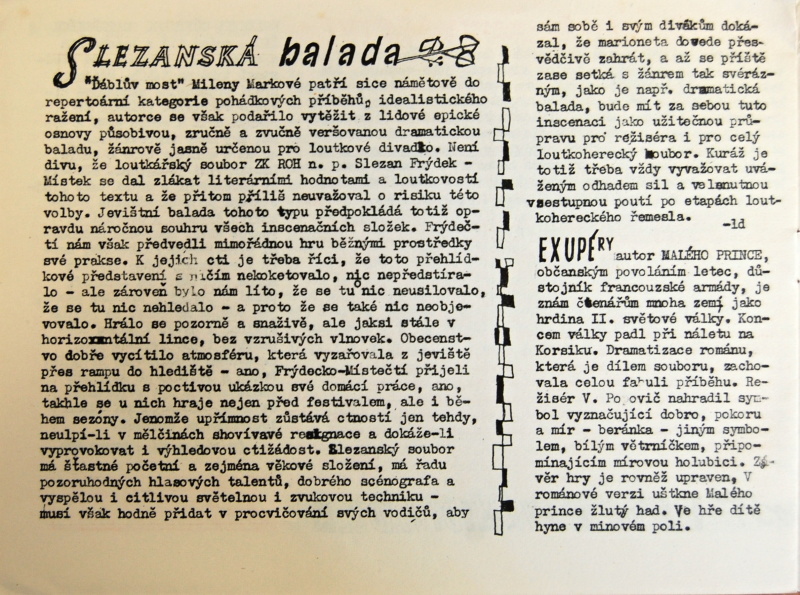 SLEZANSKÁ balada
"Ďáblův most" Mileny Markové patří sice námětově do
repertoární kategorie pohádkových příběhů, idealistického
ražení, autorce se však podařilo vytěžit z lidové epické
osnovy působivou, zručně a zvučně veršovanou dramatickou
baladu, žánrově jasně určenou pro loutkové divadlo. Není
divu, že loutkářský soubor ZK ROH n. p. Slezan Frýdek -
Místek se dal zlákat literárními hodnotami a loutkovostí
tohoto textu a že přitom příliš neuvažoval o risiku této
volby. Jevištní balada tohoto typu předpokládá totiž op-
ravdu náročnou souhru všech inscenačních složek. Frýdeč-
tí nám však předvedli mimořádnou hru běžnými prostředky
své prakse. K jejich cti je třeba říci, že toto přehlíd-
kové představení s ničím nekoketovalo, nic nepředstíra-
lo - ale zároveň bylo nám líto, že se tu nic neusilovalo,
že se tu nic nehledalo - a proto že se také nic neobje-
vovalo. Hrálo se pozorně a snaživě, ale jaksi stále v
horizontální lince, bez vzrušivých vlnovek. Obecenst-
vo dobře vycítilo atmosféru, která vyzařovala z jeviště
přes rampu do hlediště - ano, Frýdecko-Místečtí přijeli
na přehlídku s poctivou ukázkou své domácí práce, ano,
takhle se u nich hraje nejen před festivalem, ale i bě-
hem sezóny. Jenomže upřímnost zůstává ctností jen tehdy,
neulpí-li v mělčinách shovívavé resignace a dokáže-li
vyprovokovat i výhledovou ctižádost. Slezanský soubor
má šťastné početní a zejména věkové složení, má řadu
pozoruhodných hlasových talentů, dobrého scénografa a
vyspělou i citlivou světelnou i zvukovou techniku -
musí však hodně přidat v procvičování svých vodičů, aby
sám sobě i svým divákům doká-
zal, že marioneta dovede přes-
vědčivě zahrát, a až se příště
zase setká s žánrem tak svéráz-
ným, jako je např. dramatická
balada, bude mít za sebou tuto
inscenaci jako užitečnou prů-
pravu pro režiséra i pro celý
loutkoherecký soubor. Kuráž je
totiž třeba vždy vyvažovat uvá-
ženým odhadem sil a velsnutnou
vsestupnou poutí po etapách lout-
kohereckého řemesla.
-ld
EXUPÉRY autor MALÉHO PRINCE,
občanským povoláním letec, dů-
stojník francouzské armády, je
znám čtenářům mnoha zemí jako
hrdina II. světové války. Kon-
cem války padl při náletu na
Korsiku. Dramatizace románu,
která je dílem souboru, zacho-
vala celou fabuli příběhu. Re-
žisér V. Popovič nahradil sym-
bol vyznačující dobro, pokoru
a mír - beránka - jiným symbo-
lem, bílým větrníčkem, připo-
mínajícím mírovou holubici. Zá-
věr hry je rovněž upraven, V
románové verzi uštkne Malého
prince žlutý had. Ve hře dítě
hyne v minovém poli.